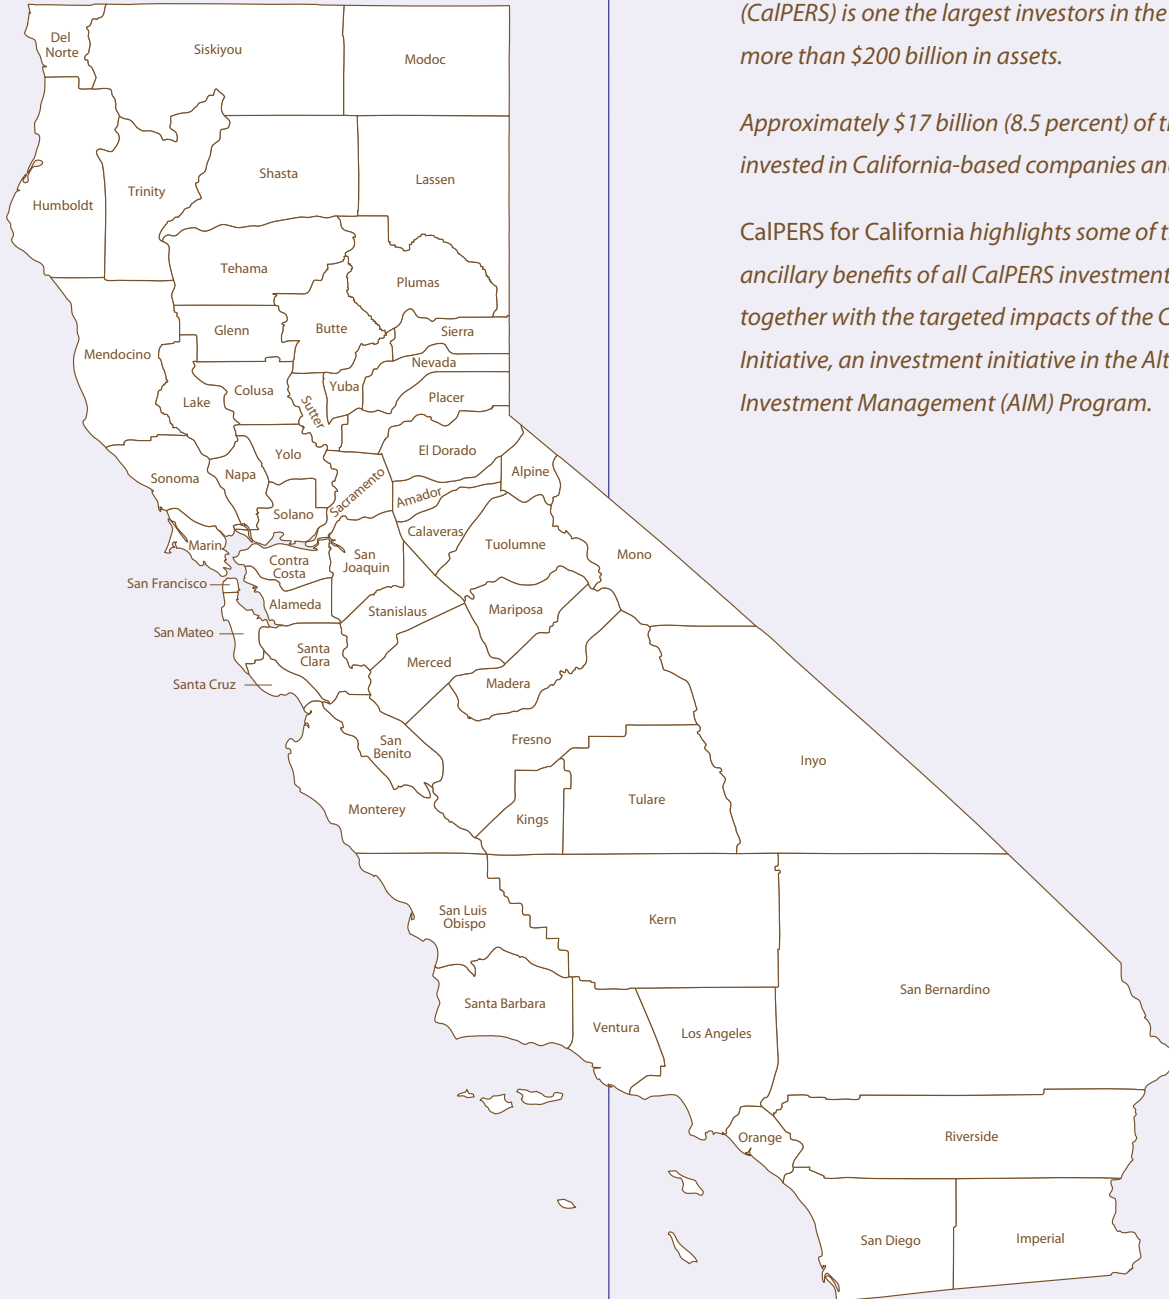 (CalPERS) is one the largest investors in the
more than $200 billion in assets.
Approximately $17 billion (8.5 percent) of
invested in California-based companies and
CalPERS for California highlights some of
ancillary benefits of all CalPERS investment
together with the targeted impacts of the
Initiative, an investment initiative in the
Investment Management (AIM) Program.
Del
Norte
Siskiyou
Modoc
Humboldt
Trinity
Shasta
Lassen
Tehama
Plumas
Mendocino
Glenn
Butte
Sierra
Nevada
Lake
Colusa
Sutter
Yuba
Placer
Sonoma
Napa
Yolo
El Dorado
Alpine
Solano
Sacramento
Amador
Marin
Calaveras
Tuolumne
Mono
Contra
Costa
San
Joaquin
San Francisco
Alameda
Stanislaus
Mariposa
San Mateo
Santa
Clara
Merced
Santa Cruz
Madera
San
Benito
Fresno
Inyo
Monterey
Kings
Tulare
San Luis
Obispo
Kern
Santa Barbara
Ventura
Los Angeles
San Bernardino
Orange
Riverside
San Diego
Imperial